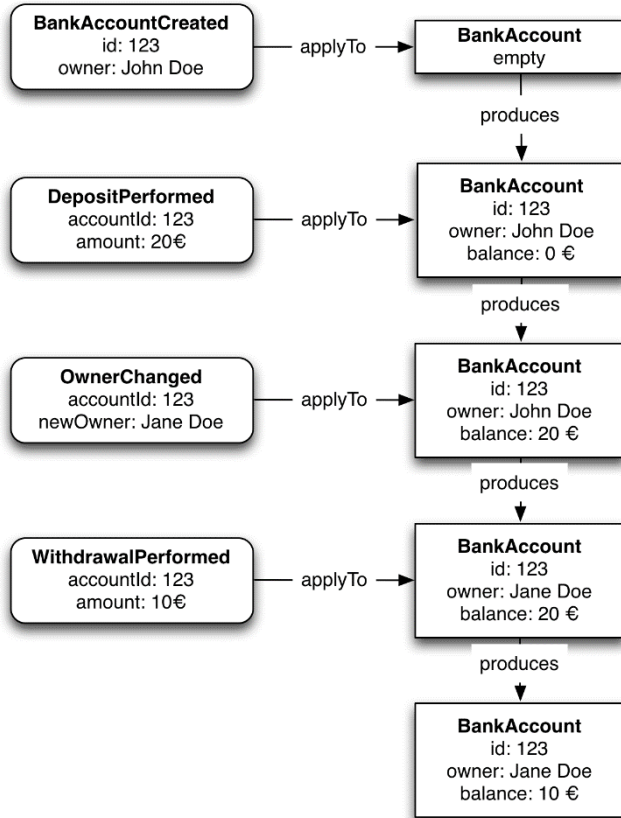 BankAccountCreated
id: 123
owner: John Doe
applyTo
BankAccount
empty
produces
DepositPerformed
accountId: 123
amount: 20€
applyTo
BankAccount
id: 123
owner: John Doe
balance: 0 €
produces
OwnerChanged
accountId: 123
newOwner: Jane Doe
applyTo
BankAccount
id: 123
owner: John Doe
balance: 20 €
produces
WithdrawalPerformed
accountId: 123
amount: 10€
applyTo
BankAccount
id: 123
owner: Jane Doe
balance: 20 €
produces
BankAccount
id: 123
owner: Jane Doe
balance: 10 €